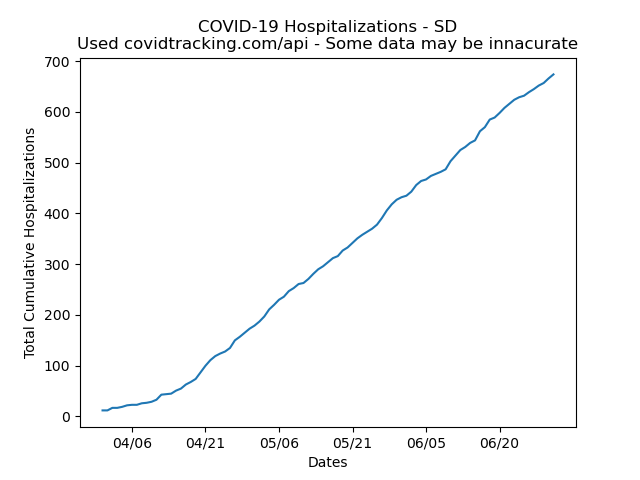 COVID-19 Hospitalizations - SD
Used covidtracking.com/api - Some data may be innacurate
700
600
500
400
300
200
100
0
Total Cumulative Hospitalizations
04/06 04/21 05/06 05/21 06/05 06/20
Dates